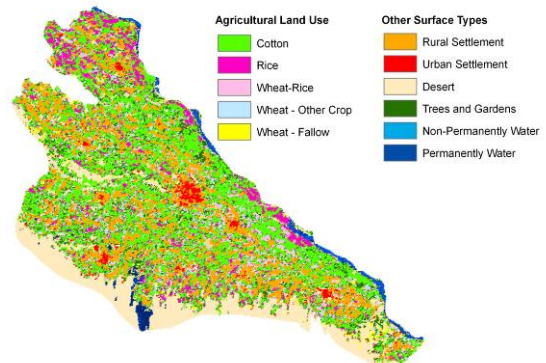 Agricultural Land Use
Cotton
Rice
Wheat-Rice
Wheat - Other Crop
Wheat - Fallow
Other Surface Types
Rural Settlement
Urban Settlement
Desert
Trees and Gardens
Non-Permanently Water
Permanently Water